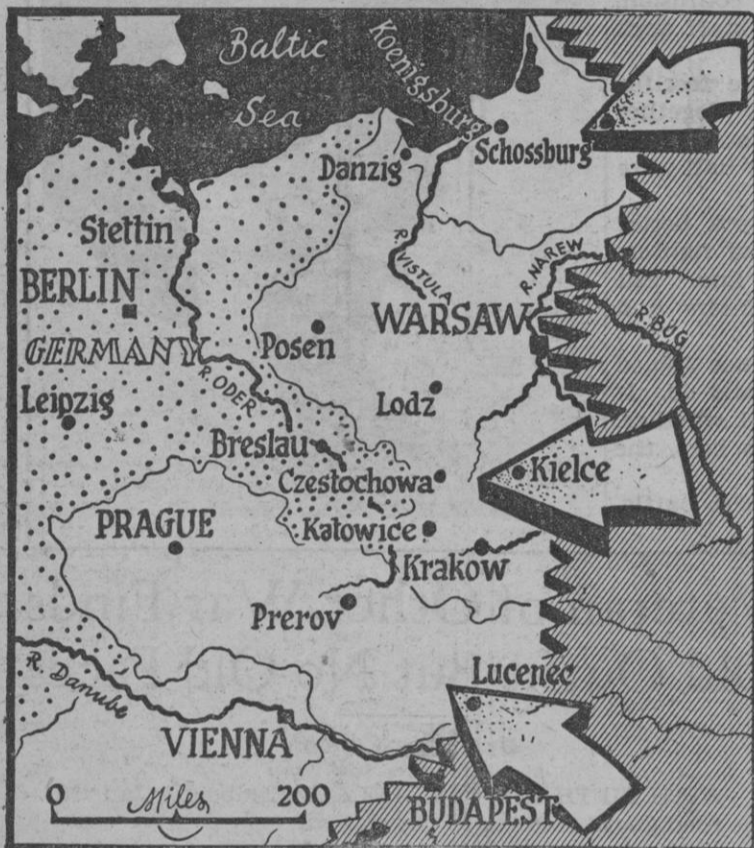 Baltic
Sea
Koenigsburg
Schossburg
Danzig
Stettin
R. VISTULA
R. NAREW
BERLIN
WARSAW
R. BUG
GERMANY
Posen
R. ODER
Lodz
Leipzig
Breslau
Czestochowa
Kielce
PRAGUE
Katowice
Krakow
Prerov
Lucenec
R. Danube
VIENNA
0 Miles 200
BUDAPEST